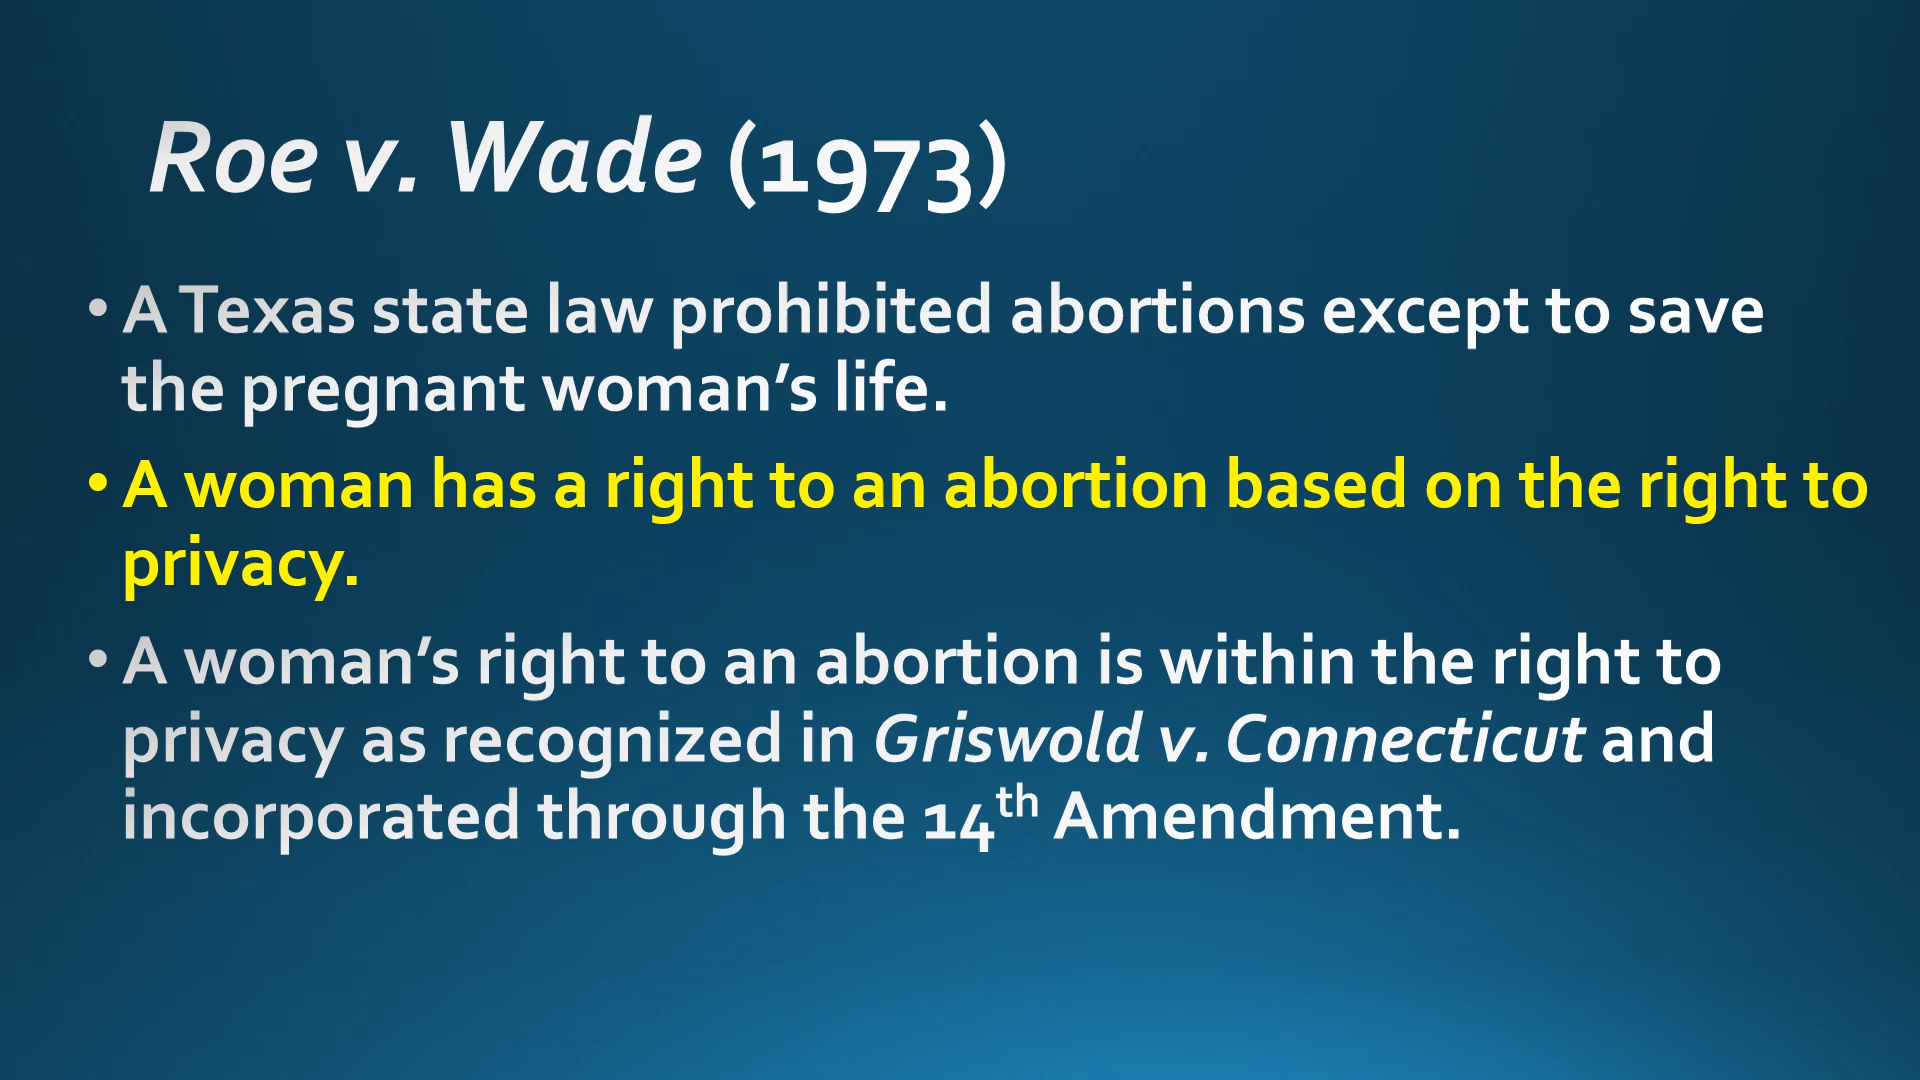 Roe v. Wade (1973)
• A Texas state law prohibited abortions except to save
the pregnant woman’s life.
• A woman has a right to an abortion based on the right to
privacy.
• A woman’s right to an abortion is within the right to
privacy as recognized in Griswold v. Connecticut and
incorporated through the 14th Amendment.